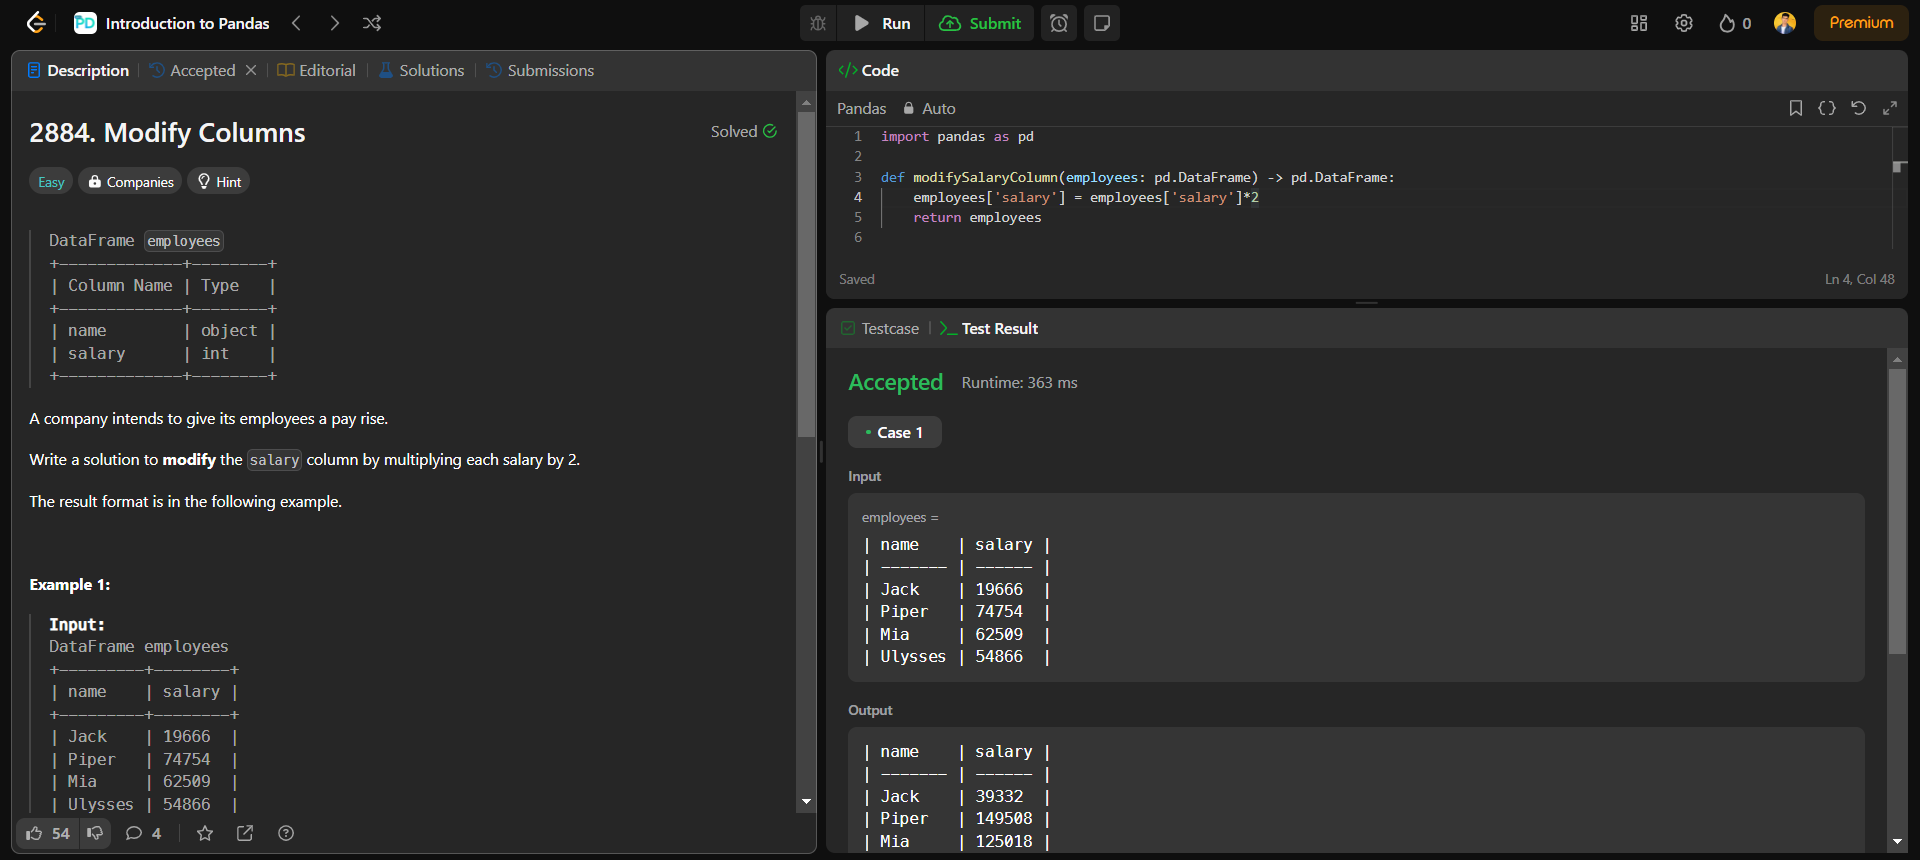 Introduction to Pandas
Run
Submit
0
Premium
Description
Accepted
Editorial
Solutions
Submissions
2884. Modify Columns
Solved
Easy
Companies
Hint
DataFrame employees
+-------------+--------+
| Column Name | Type   |
+-------------+--------+
| name        | object |
| salary      | int    |
+-------------+--------+
A company intends to give its employees a pay rise.
Write a solution to modify the salary column by multiplying each salary by 2.
The result format is in the following example.
Example 1:
Input:
DataFrame employees
+---------+--------+
| name    | salary |
+---------+--------+
| Jack    | 19666  |
| Piper   | 74754  |
| Mia     | 62509  |
| Ulysses | 54866  |
54
4
Code
Pandas
Auto
1 import pandas as pd
2
3 def modifySalaryColumn(employees: pd.DataFrame) -> pd.DataFrame:
4     employees['salary'] = employees['salary']*2
5     return employees
6
Saved
Ln 4, Col 48
Testcase
Test Result
Accepted
Runtime: 363 ms
Case 1
Input
employees =
| name    | salary |
| ------- | ------ |
| Jack    | 19666  |
| Piper   | 74754  |
| Mia     | 62509  |
| Ulysses | 54866  |
Output
| name    | salary |
| ------- | ------ |
| Jack    | 39332  |
| Piper   | 149508 |
| Mia     | 125018 |